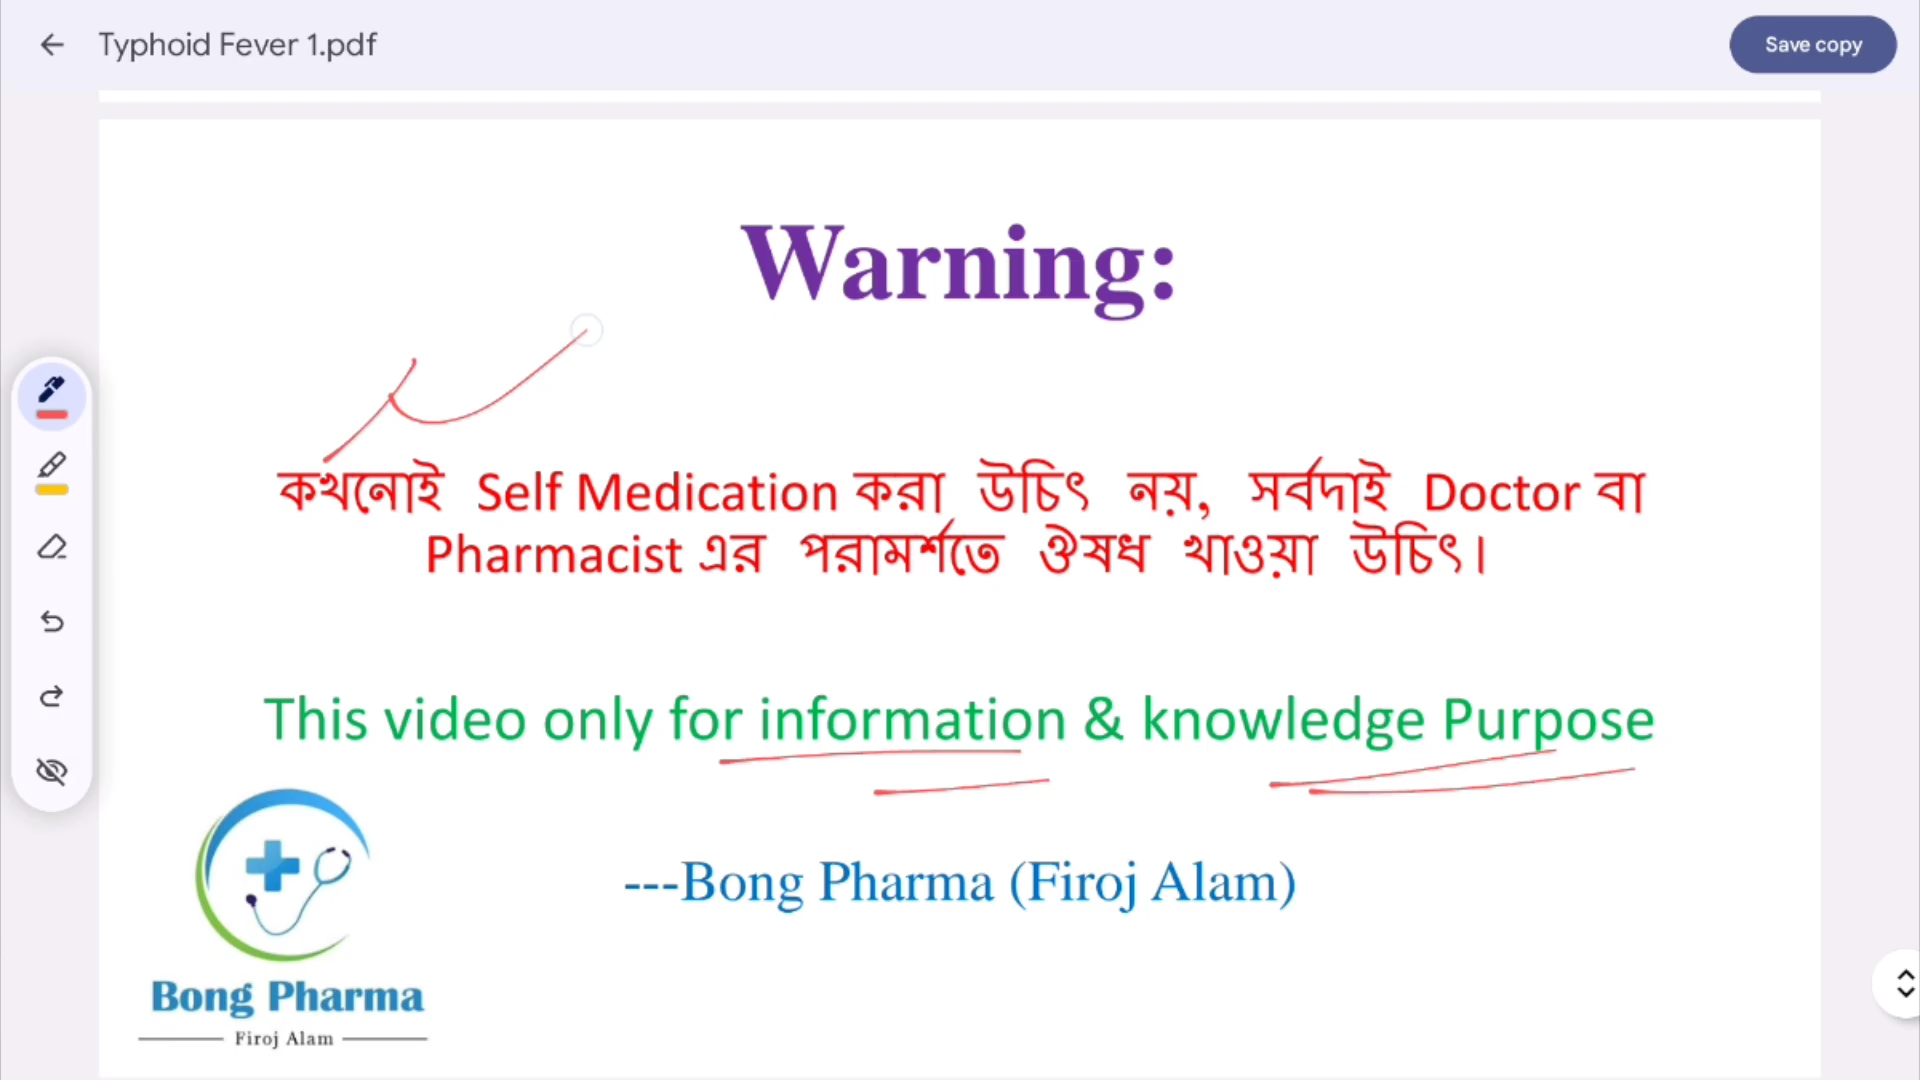 Typhoid Fever 1.pdf
Save copy
Warning:
কখনোই Self Medication করা উচিৎ নয়, সর্বদাই Doctor বা
Pharmacist এর পরামর্শতে ঔষধ খাওয়া উচিৎ।
This video only for information & knowledge Purpose
---Bong Pharma (Firoj Alam)
Bong Pharma
Firoj Alam